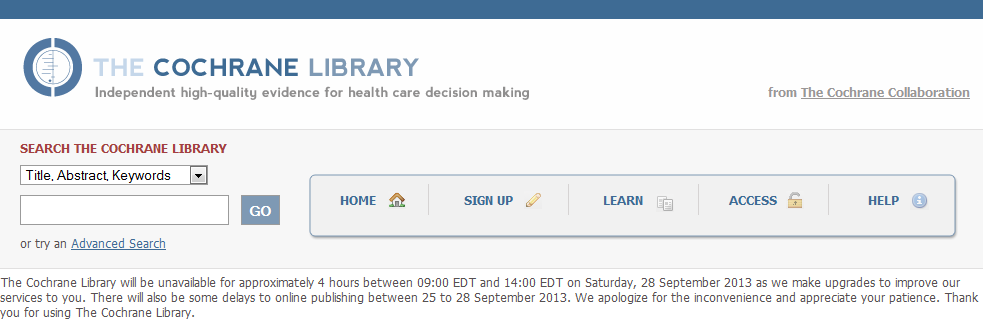 THE COCHRANE LIBRARY
Independent high-quality evidence for health care decision making
from The Cochrane Collaboration
SEARCH THE COCHRANE LIBRARY
Title, Abstract, Keywords
GO
or try an Advanced Search
HOME SIGN UP LEARN ACCESS HELP
The Cochrane Library will be unavailable for approximately 4 hours between 09:00 EDT and 14:00 EDT on Saturday, 28 September 2013 as we make upgrades to improve our
services to you. There will also be some delays to online publishing between 25 to 28 September 2013. We apologize for the inconvenience and appreciate your patience. Thank
you for using The Cochrane Library.